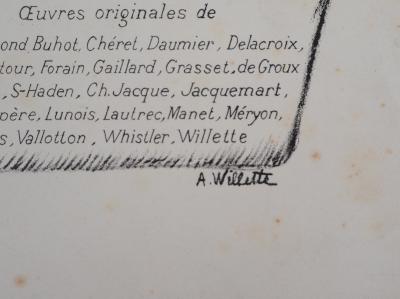 Œuvres originales de
ond, Buhot, Chéret, Daumier, Delacroix,
tour, Forain, Gaillard, Grasset, de Groux
, S-Haden, Ch. Jacque, Jacquemart,
père, Lunois, Lautrec, Manet, Méryon,
s, Vallotton, Whistler, Willette
A. Willette